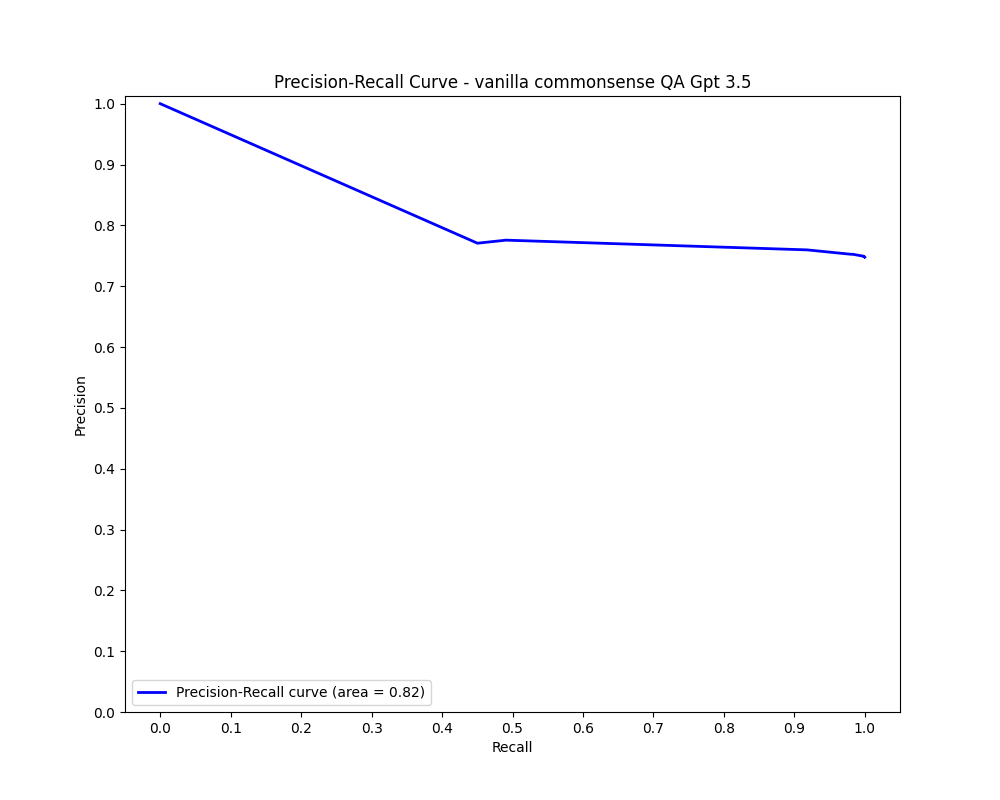 Precision-Recall Curve - vanilla commonsense QA Gpt 3.5
1.0
0.9
0.8
0.7
0.6
0.5
0.4
0.3
0.2
0.1
0.0
Precision
Precision-Recall curve (area = 0.82)
0.0 0.1 0.2 0.3 0.4 0.5 0.6 0.7 0.8 0.9 1.0
Recall